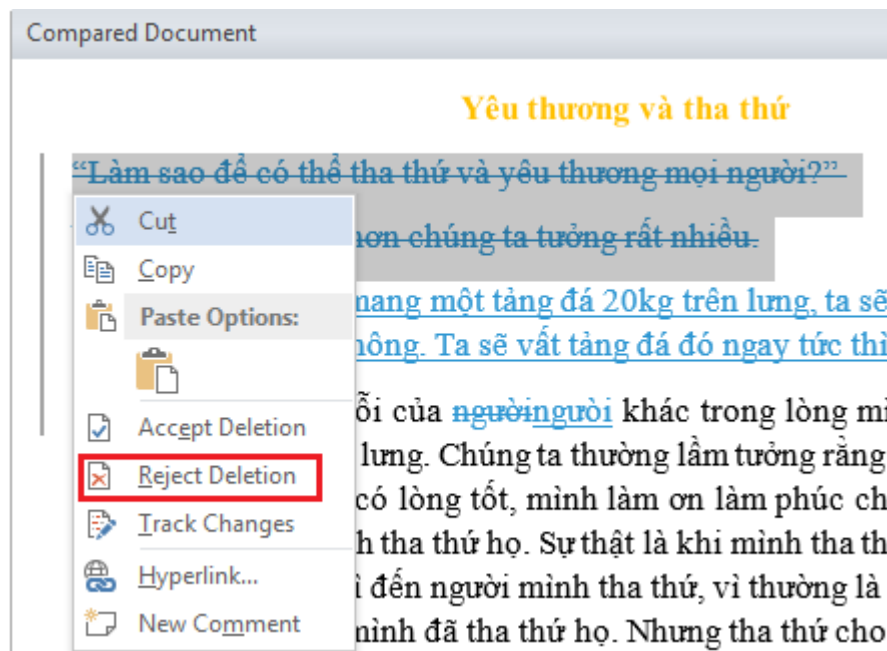 Compared Document
Yêu thương và tha thứ
“Làm sao để có thể tha thứ và yêu thương mọi người?”
hơn chúng ta tưởng rất nhiều.
mang một tảng đá 20kg trên lưng, ta sẽ
không. Ta sẽ vất tảng đá đó ngay tức thì
ỗi của ngườingưòi khác trong lòng mì
lưng. Chúng ta thường lầm tưởng rằng
có lòng tốt, mình làm ơn làm phúc ch
h tha thứ họ. Sự thật là khi mình tha th
ì đến người mình tha thứ, vì thường là
mình đã tha thứ họ. Nhưng tha thứ cho
Cut
Copy
Paste Options:
Accept Deletion
Reject Deletion
Track Changes
Hyperlink...
New Comment